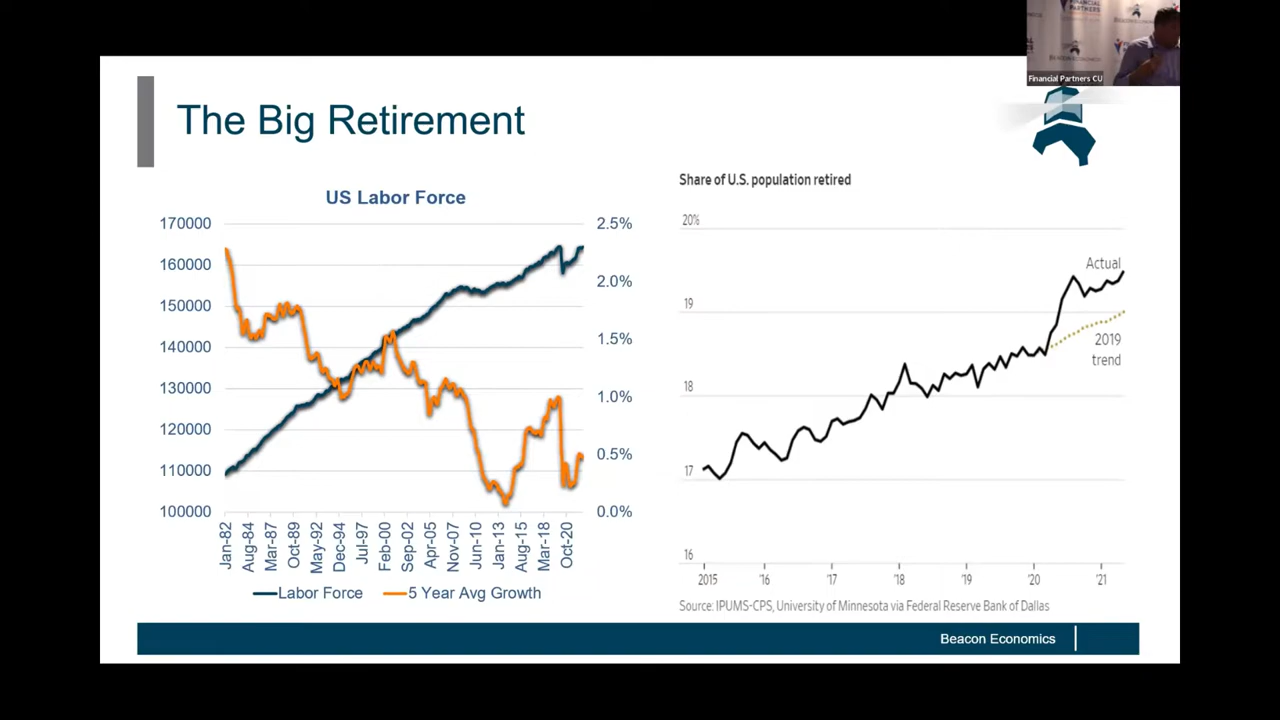 FINANCIAL
PARTNERS
BEACON ECONOMICS
Financial Partners CU
The Big Retirement
US Labor Force
170000
160000
150000
140000
130000
120000
110000
100000
2.5%
2.0%
1.5%
1.0%
0.5%
0.0%
Jan-82
Aug-84
Mar-87
Oct-89
May-92
Dec-94
Jul-97
Feb-00
Sep-02
Apr-05
Nov-07
Jun-10
Jan-13
Aug-15
Mar-18
Oct-20
Labor Force
5 Year Avg Growth
Share of U.S. population retired
20%
19
18
17
16
Actual
2019
trend
2015
'16
'17
'18
'19
'20
'21
Source: IPUMS-CPS, University of Minnesota via Federal Reserve Bank of Dallas
Beacon Economics